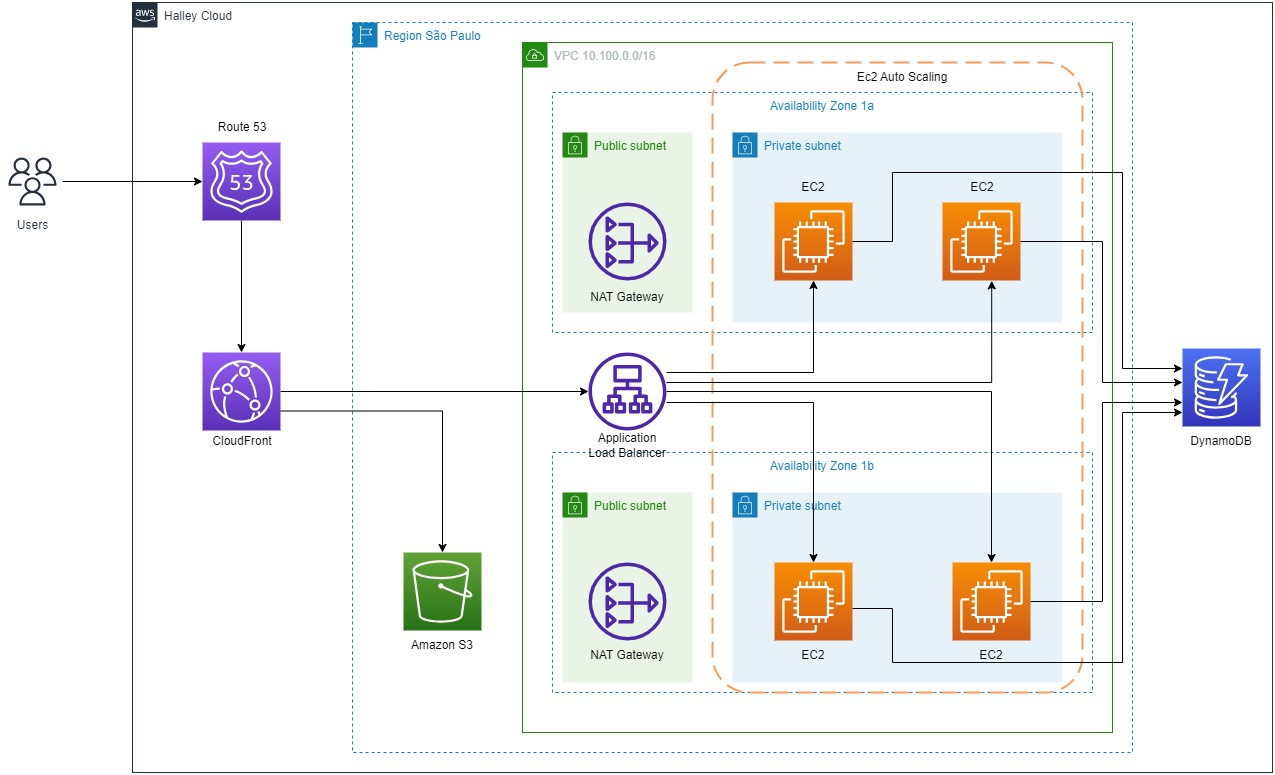 aws
Halley Cloud
Region São Paulo
VPC 10.100.0.0/16
Ec2 Auto Scaling
Availability Zone 1a
Route 53
53
Public subnet
Private subnet
EC2
EC2
Users
NAT Gateway
CloudFront
Application
Load Balancer
DynamoDB
Availability Zone 1b
Public subnet
Private subnet
Amazon S3
NAT Gateway
EC2
EC2